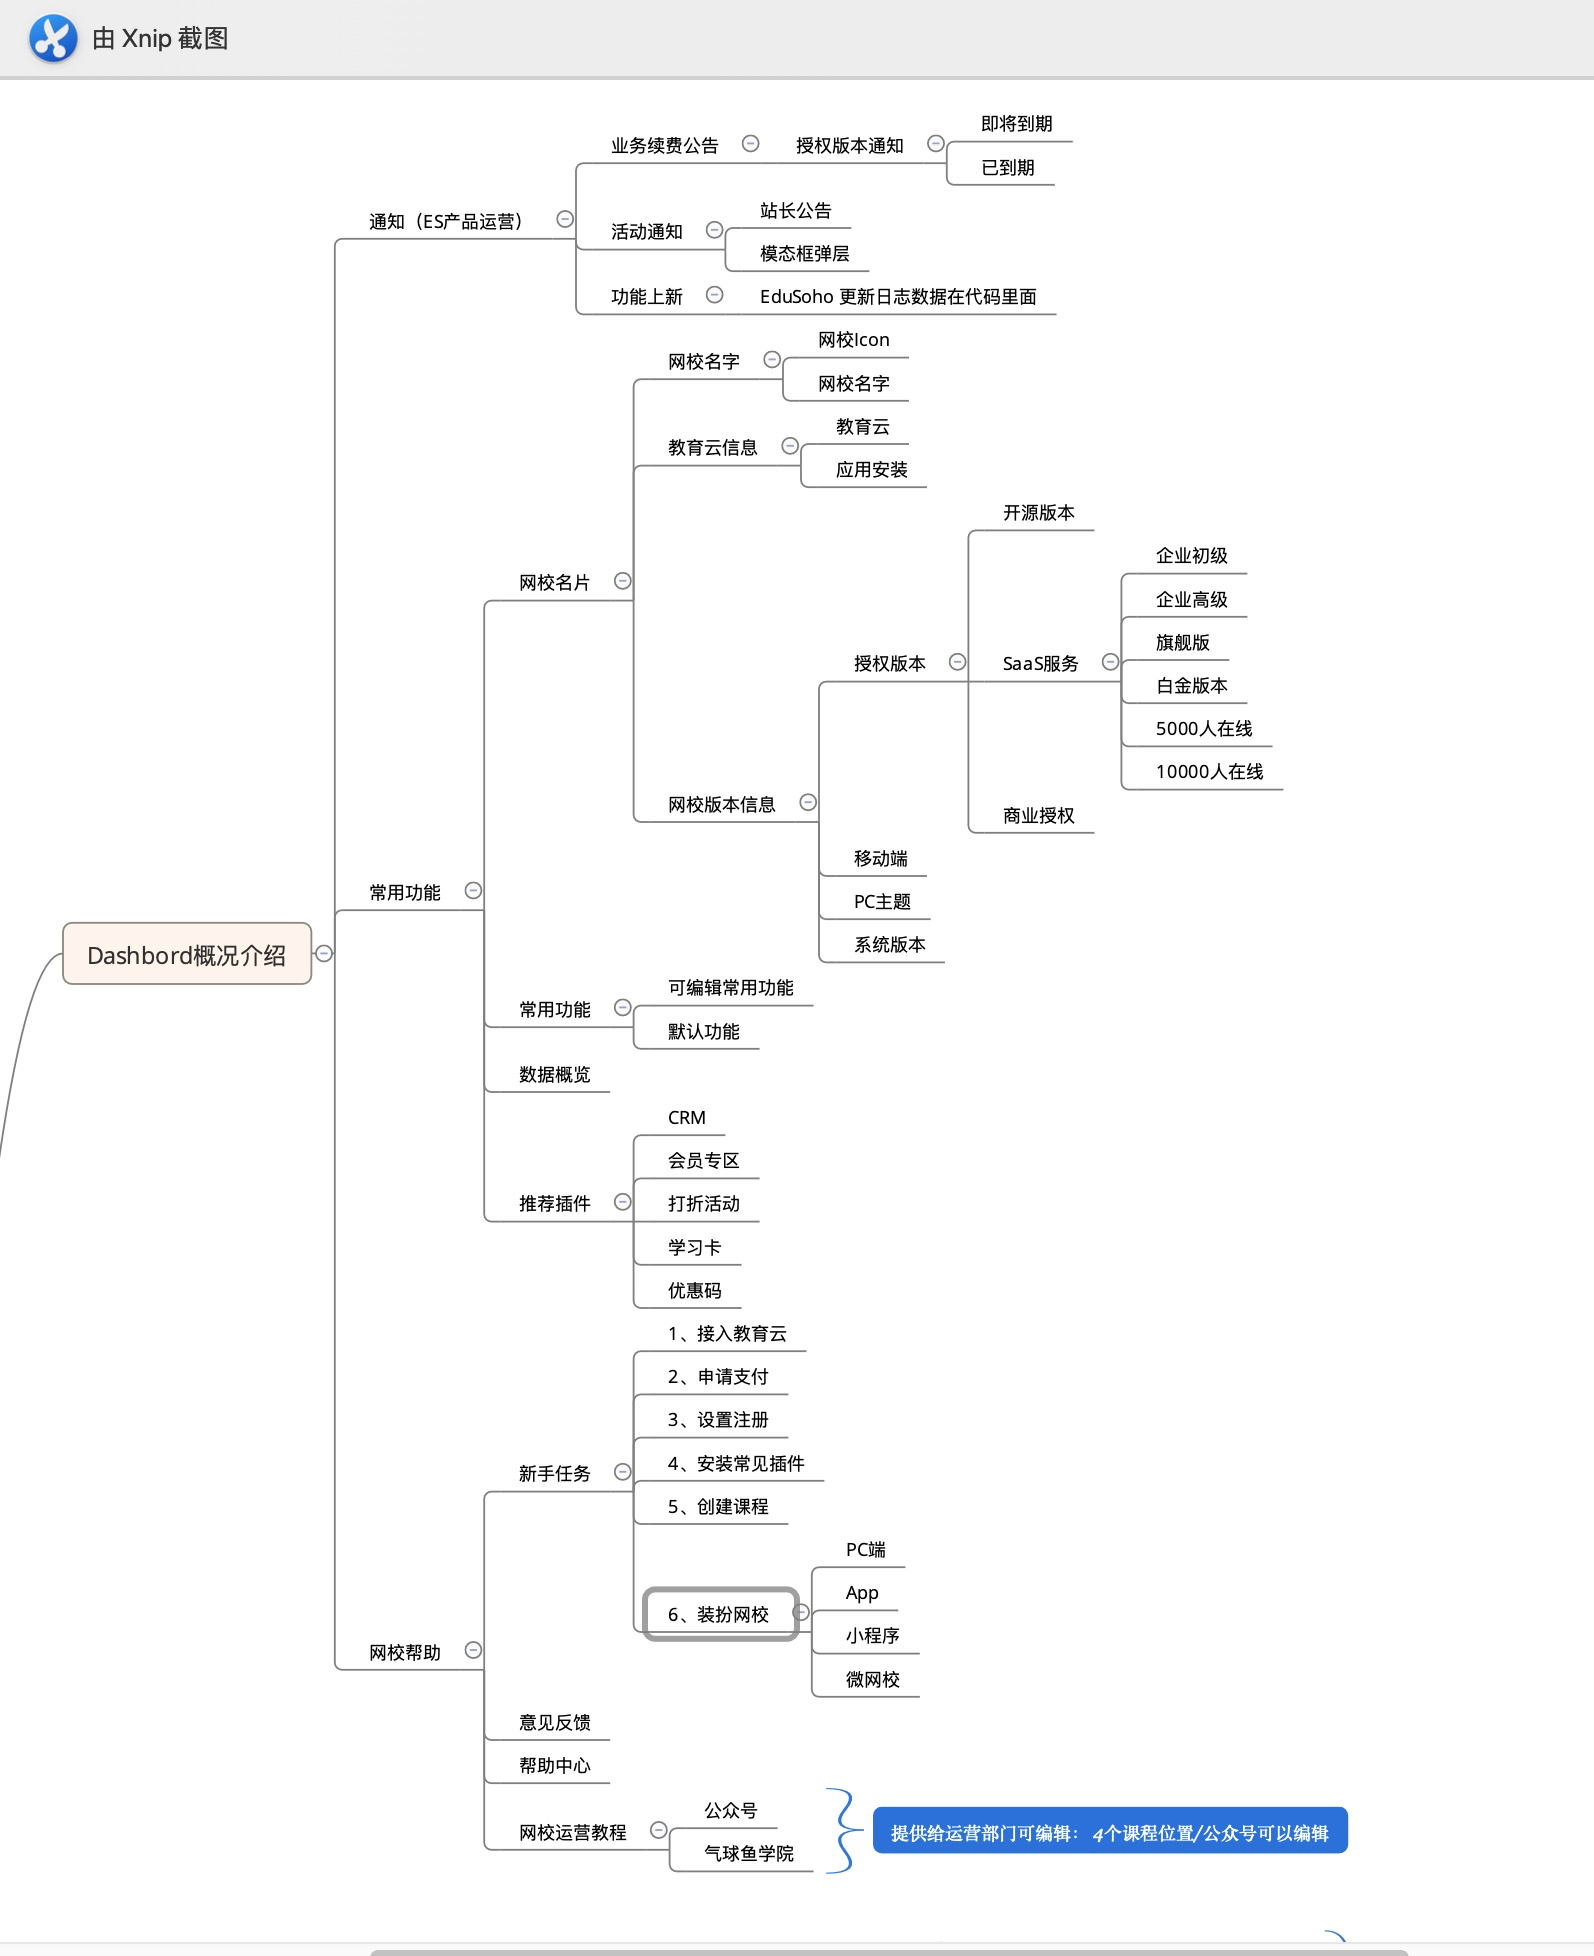 由 Xnip 截图
即将到期
业务续费公告
授权版本通知
已到期
站长公告
通知（ES产品运营）
活动通知
模态框弹层
功能上新
EduSoho 更新日志数据在代码里面
网校Icon
网校名字
网校名字
教育云
教育云信息
应用安装
开源版本
企业初级
网校名片
企业高级
旗舰版
授权版本
SaaS服务
白金版本
5000人在线
10000人在线
网校版本信息
商业授权
移动端
常用功能
PC主题
系统版本
Dashbord概况介绍
可编辑常用功能
常用功能
默认功能
数据概览
CRM
会员专区
推荐插件
打折活动
学习卡
优惠码
1、接入教育云
2、申请支付
3、设置注册
4、安装常见插件
新手任务
5、创建课程
PC端
App
6、装扮网校
小程序
网校帮助
微网校
意见反馈
帮助中心
公众号
网校运营教程
提供给运营部门可编辑：4个课程位置/公众号可以编辑
气球鱼学院